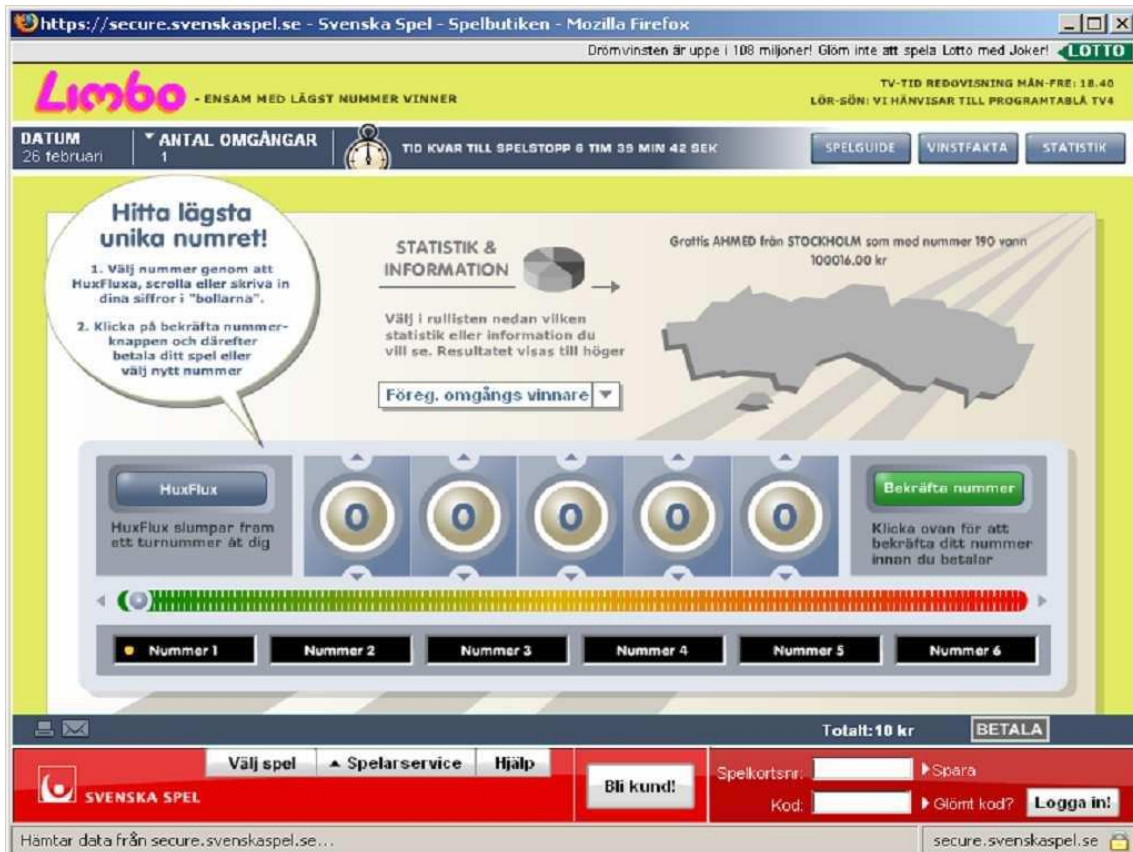 https://secure.svenskaspel.se - Svenska Spel - Spelbutiken - Mozilla Firefox
Drömvinsten är uppe i 108 miljoner! Glöm inte att spela Lotto med Joker! LOTTO
Limbo - ENSAM MED LÄGST NUMMER VINNER
TV-TID REDOVISNING MÅN-FRE: 18.40
LÖR-SÖN: VI HÄNVISAR TILL PROGRAMTABLÅ TV4
DATUM
26 februari
ANTAL OMGÅNGAR
1
TID KVAR TILL SPELSTOPP 6 TIM 39 MIN 42 SEK
SPELGUIDE
VINSTFAKTA
STATISTIK
Hitta lägsta
unika numret!
1. Välj nummer genom att
HuxFluxa, scrolla eller skriva in
dina siffror i "bollarna".
2. Klicka på bekräfta nummer-
knappen och därefter
betala ditt spel eller
välj nytt nummer
STATISTIK &
INFORMATION
Välj i rullisten nedan vilken
statistik eller information du
vill se. Resultatet visas till höger
Föreg. omgångs vinnare
Grattis AHMED från STOCKHOLM som med nummer 190 vann
100016.00 kr
HuxFlux
HuxFlux slumpar fram
ett turnummer åt dig
0 0 0 0 0
Bekräfta nummer
Klicka ovan för att
bekräfta ditt nummer
innan du betalar
Nummer 1
Nummer 2
Nummer 3
Nummer 4
Nummer 5
Nummer 6
Totalt: 10 kr
BETALA
Välj spel
Spelarservice
Hjälp
SVENSKA SPEL
Bli kund!
Spelkortsnr:
Spara
Kod:
Glömt kod?
Logga in!
Hämtar data från secure.svenskaspel.se...
secure.svenskaspel.se